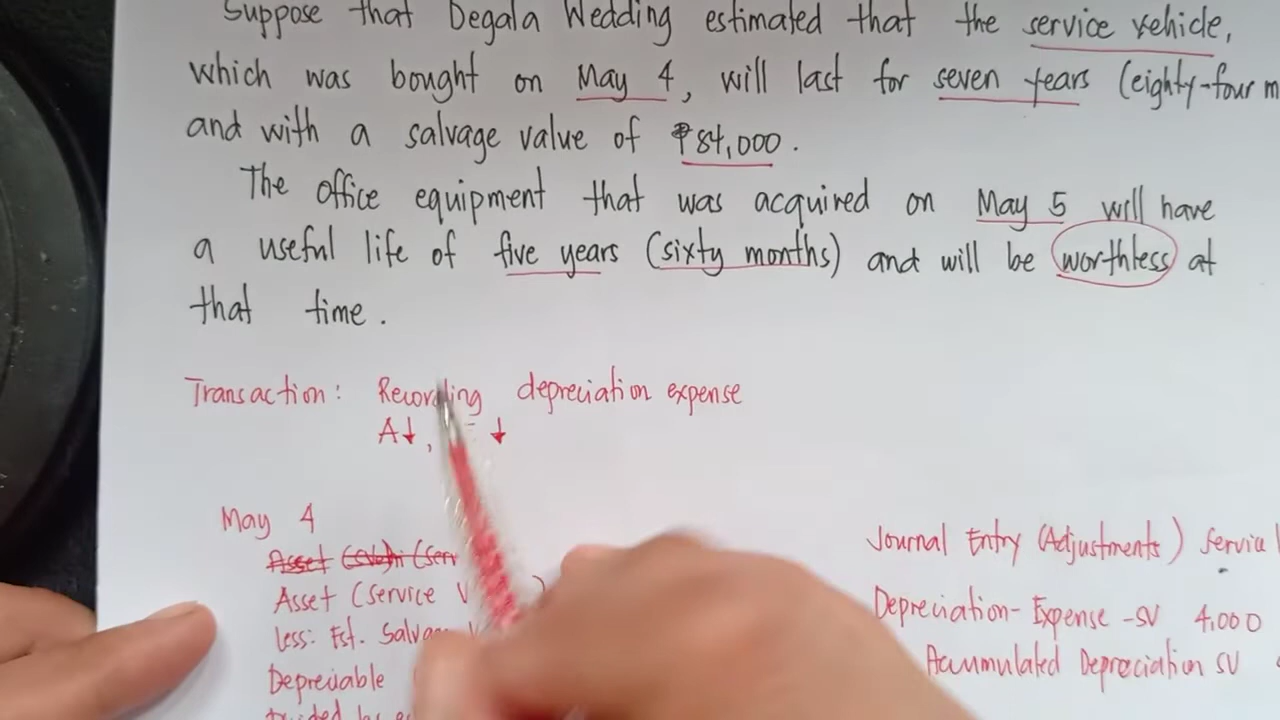 Suppose that Degala Wedding estimated that the service vehicle,
which was bought on May 4, will last for seven years (eighty-four m
and with a salvage value of ₱84,000.
The office equipment that was acquired on May 5 will have
a useful life of five years (sixty months) and will be worthless at
that time.
Transaction: Recording depreciation expense
A↓, ↓
May 4
Asset (Serv
Asset (Service V )
less: Est. Salvag
Depreciable
Journal Entry (Adjustments) Service
Depreciation-Expense-SV 4,000
Accumulated Depreciation SV